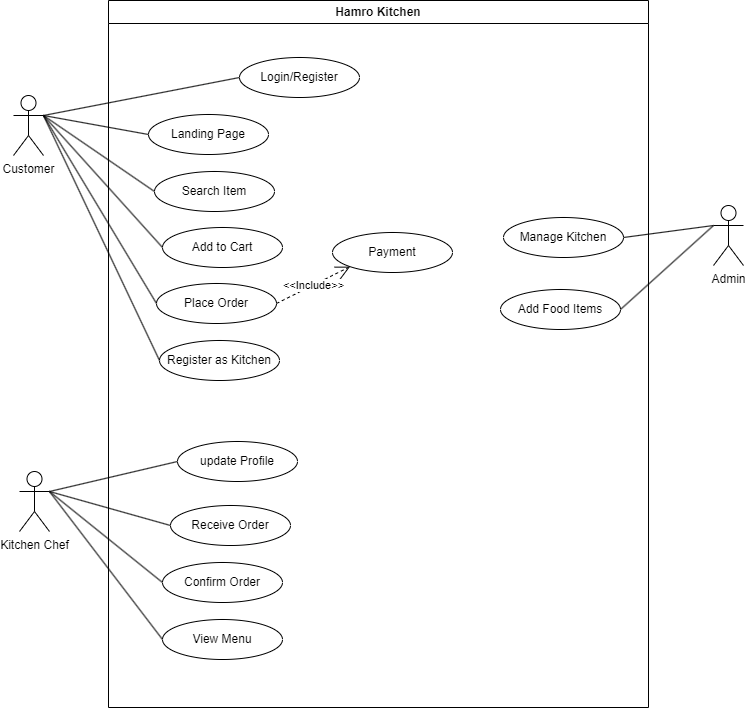 Hamro Kitchen
Login/Register
Landing Page
Customer
Search Item
Add to Cart
Payment
Manage Kitchen
Admin
<<Include>>
Place Order
Add Food Items
Register as Kitchen
update Profile
Receive Order
Kitchen Chef
Confirm Order
View Menu